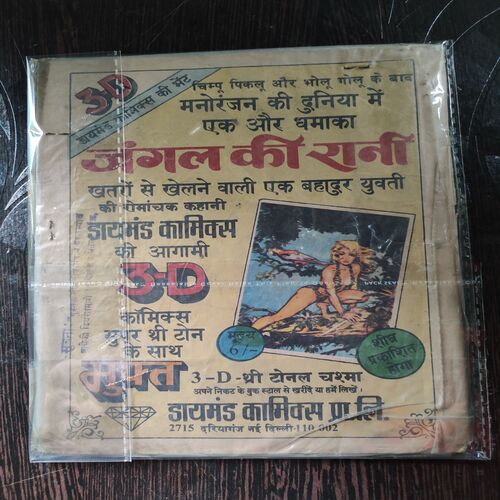 3-D
डायमंड कामिक्स की भेंट
चिम्पु पिकलू और भोलू गोलू के बाद
मनोरंजन की दुनिया में
एक और धमाका
जंगल की रानी
खतरों से खेलने वाली एक बहादुर युवती
की रोमांचक कहानी
डायमंड कामिक्स
की आगामी
3-D
कॉमिक्स
सुपर थ्री टोन
के साथ
मुफ्त
3-D-थ्री टोनल चश्मा
मूल्य
6/-
शीघ्र
प्रकाशित
होगा
अपने निकट के बुक स्टाल से खरीदें या हमें लिखें।
डायमंड कामिक्स प्रा.लि.
2715 दरियागंज नई दिल्ली-110 002